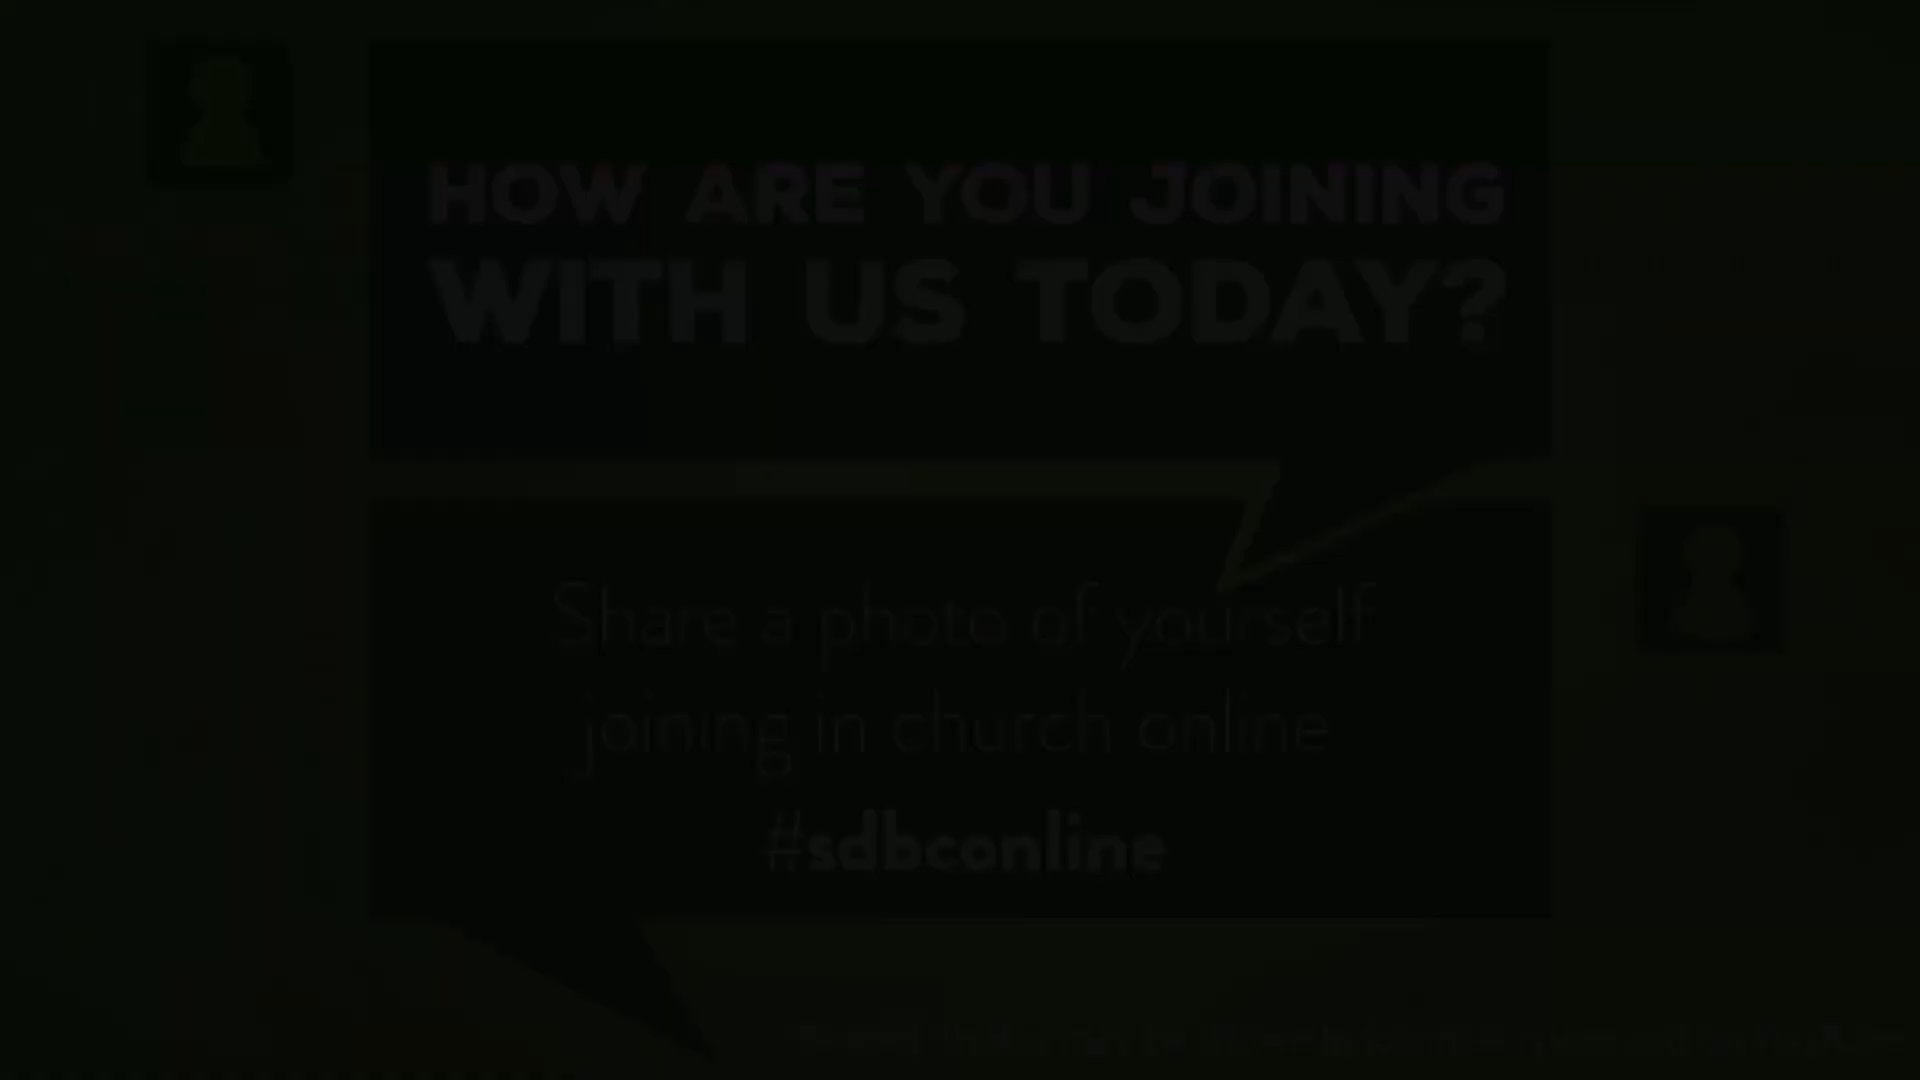 HOW ARE YOU JOINING
WITH US TODAY?
Share a photo of yourself
joining in church online
#sdbconline